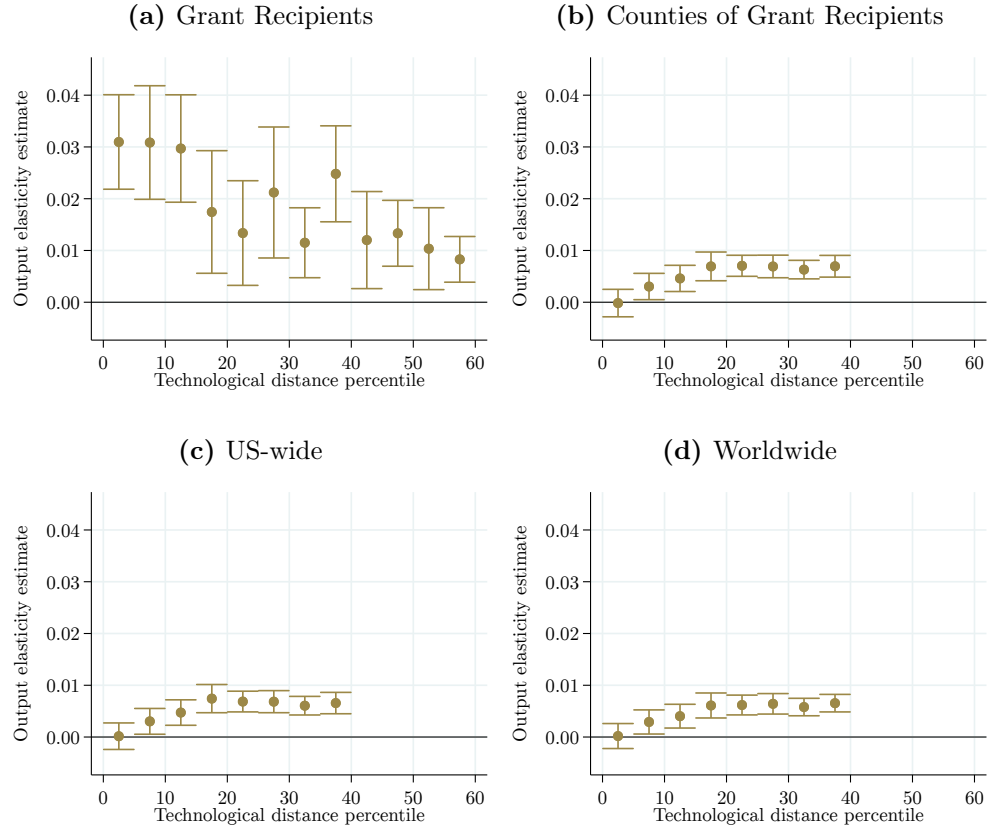 (a) Grant Recipients
Output elasticity estimate
0.04
0.03
0.02
0.01
0.00
0 10 20 30 40 50 60
Technological distance percentile
(b) Counties of Grant Recipients
Output elasticity estimate
0.04
0.03
0.02
0.01
0.00
0 10 20 30 40 50 60
Technological distance percentile
(c) US-wide
Output elasticity estimate
0.04
0.03
0.02
0.01
0.00
0 10 20 30 40 50 60
Technological distance percentile
(d) Worldwide
Output elasticity estimate
0.04
0.03
0.02
0.01
0.00
0 10 20 30 40 50 60
Technological distance percentile